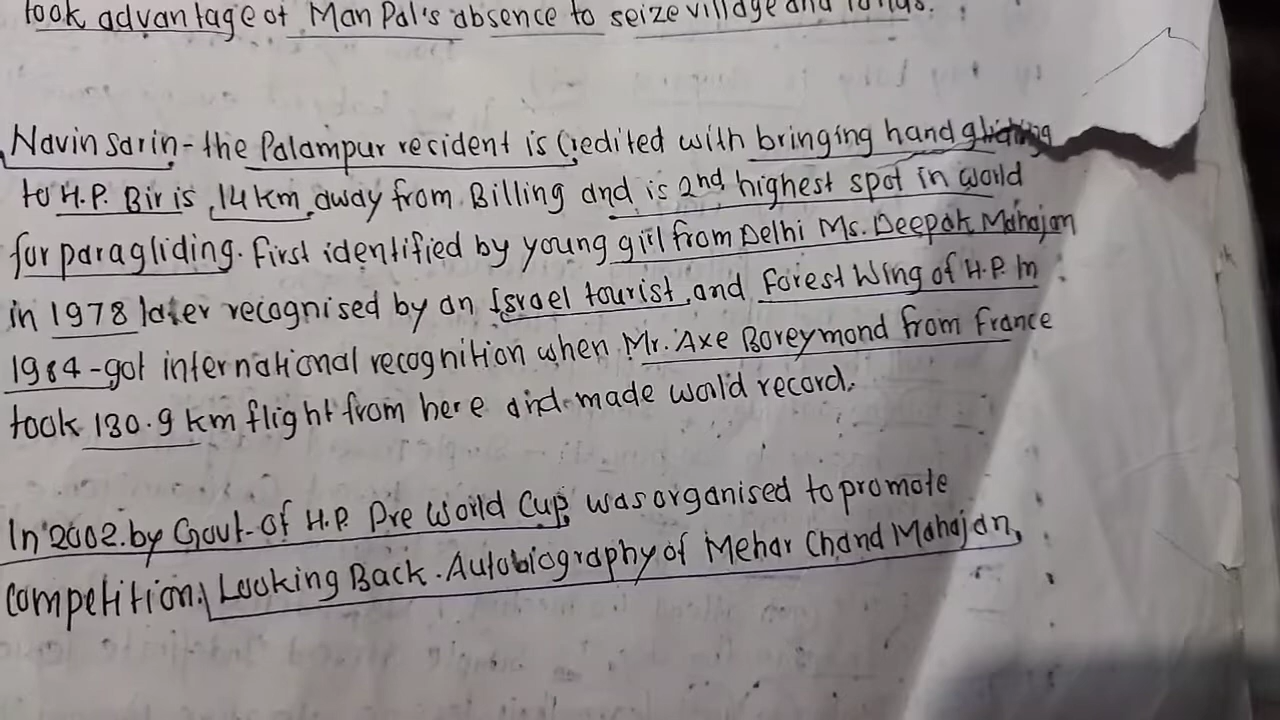 took advantage of Man Pal's absence to seize village and lands.
Navin Sarin - the Palampur resident is Credited with bringing hand gliding
to H.P. Bir is 14 km away from Billing and is 2nd highest spot in world
for paragliding. First identified by young girl from Delhi Ms. Deepak Mahajan
in 1978 later recognised by an Israel tourist and Forest Wing of H.P. In
1984 - got international recognition when Mr. Axe Boreymond from France
took 130.9 km flight from here and made world record.
In 2002 by Govt. of H.P. Pre World Cup was organised to promote
competition. Looking Back. Autobiography of Mehar Chand Mahajan,